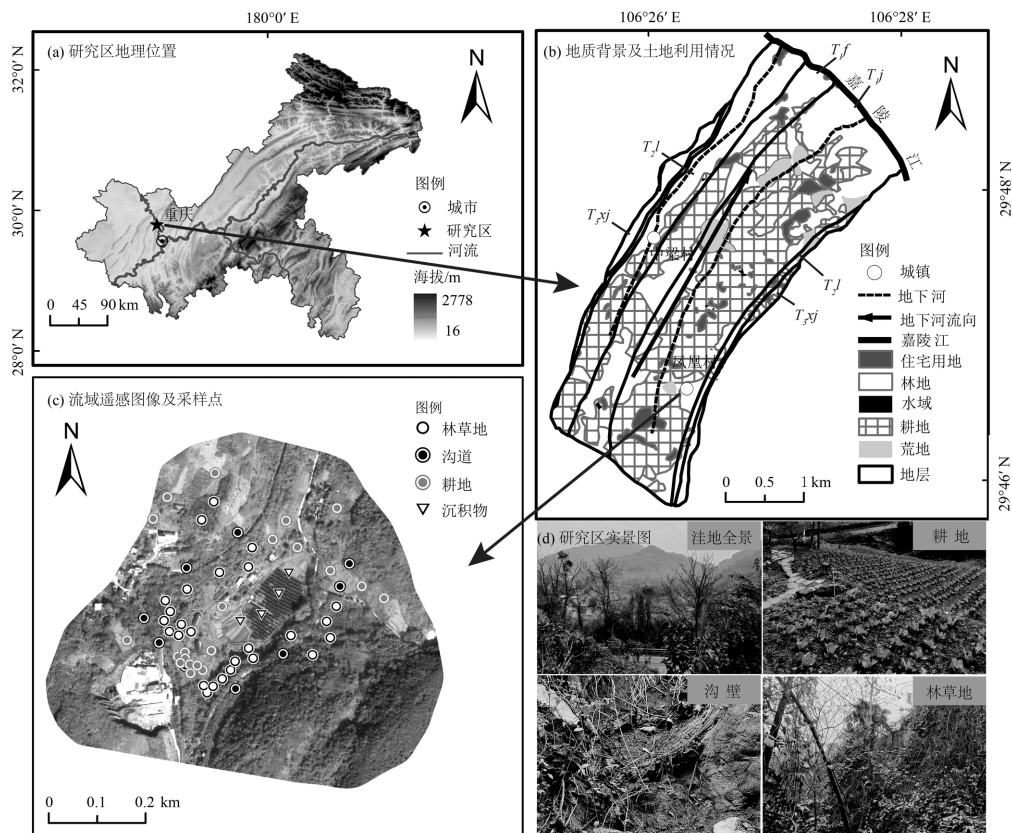 180°0′ E
(a) 研究区地理位置
32°0′ N
30°0′ N
28°0′ N
N
重庆
图例
城市
研究区
河流
海拔/m
2778
16
0 45 90 km
106°26′ E
106°28′ E
(b) 地质背景及土地利用情况
T₁f
T₁j
嘉
陵
江
N
T₂l
T₃xj
中梁村
凤凰村
T₂l
T₃xj
29°48′ N
29°46′ N
图例
城镇
地下河
地下河流向
嘉陵江
住宅用地
林地
水域
耕地
荒地
地层
0 0.5 1 km
(c) 流域遥感图像及采样点
N
图例
林草地
沟道
耕地
沉积物
0 0.1 0.2 km
(d) 研究区实景图
洼地全景
耕 地
沟 壁
林草地